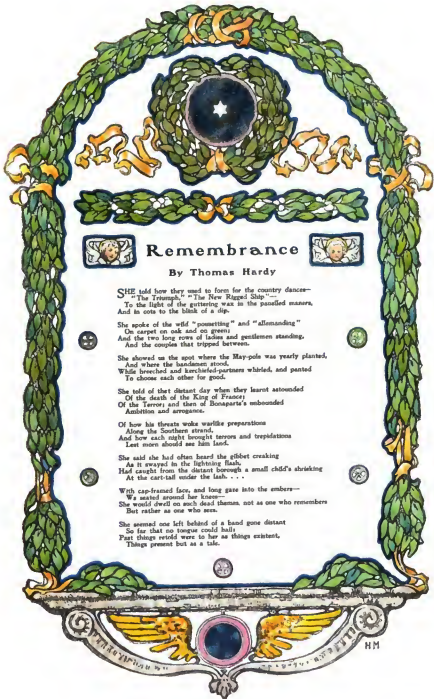 Remembrance
By Thomas Hardy
SHE told how they used to form for the country dances—
"The Triumph," "The New Rigged Ship"—
To the light of the guttering wax in the panelled manors,
And in cots to the blink of a dip.
She spoke of the wild "poussetting" and "allemanding"
On carpet on oak and on green;
And the two long rows of ladies and gentlemen standing,
And the couples that tripped between.
She showed us the spot where the May-pole was yearly planted,
And where the bandsmen stood,
While breeched and kerchiefed-partners whirled, and panted
To choose each other for good.
She told of that distant day when they learnt astounded
Of the death of the King of France;
Of the Terror; and then of Bonaparte's unbounded
Ambition and arrogance.
Of how his threats woke warlike preparations
Along the Southern strand,
And how each night brought terrors and trepidations
Lest morn should see him land.
She said she had often heard the gibbet creaking
As it swayed in the lightning flash,
Had caught from the distant borough a small child's shrieking
At the cart-tail under the lash. . . .
With cap-framed face, and long gaze into the embers—
We seated around her knees—
She would dwell on such dead themes, not as one who remembers
But rather as one who sees.
She seemed one left behind of a band gone distant
So far that no tongue could hail:
Past things retold were to her as things existent,
Things present but as a tale.
HM